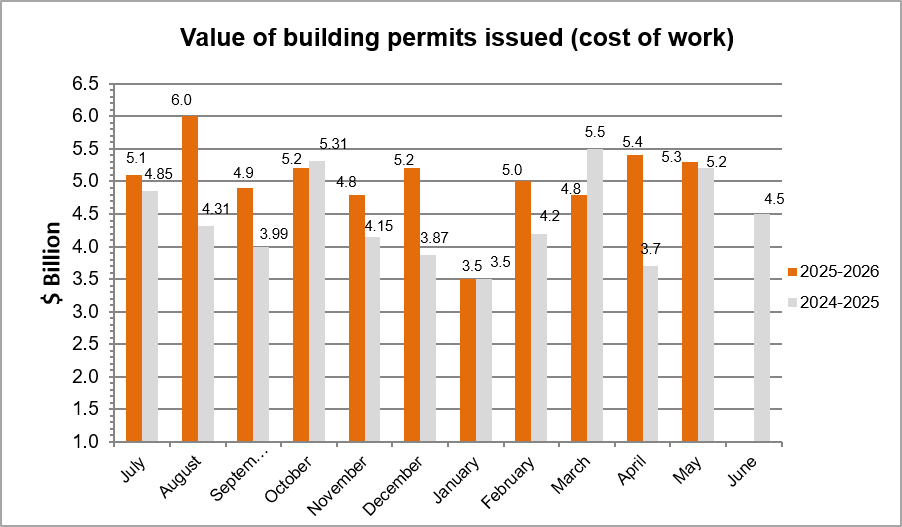 Value of building permits issued (cost of work)
$ Billion
6.5
6.0
5.5
5.0
4.5
4.0
3.5
3.0
2.5
2.0
1.5
1.0
5.1
4.85
6.0
4.31
4.9
3.99
5.2
5.31
4.8
4.15
5.2
3.87
3.5
3.5
5.0
4.2
4.8
5.5
5.4
3.7
5.3
5.2
4.5
July
August
Septem...
October
November
December
January
February
March
April
May
June
2025-2026
2024-2025